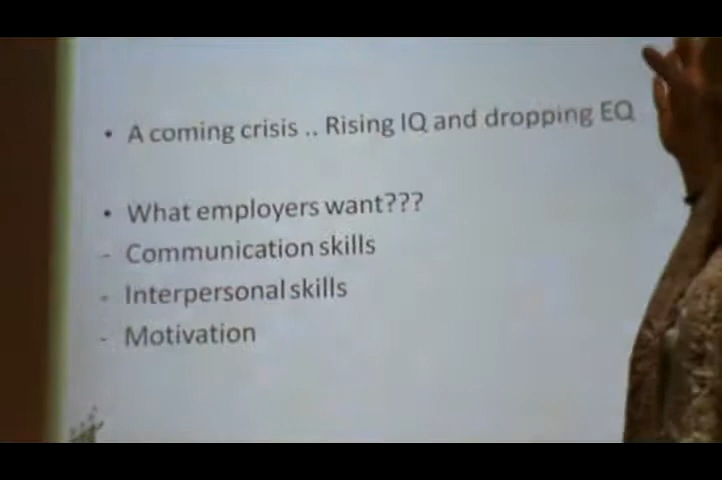 • A coming crisis .. Rising IQ and dropping EQ
• What employers want???
- Communication skills
- Interpersonal skills
- Motivation